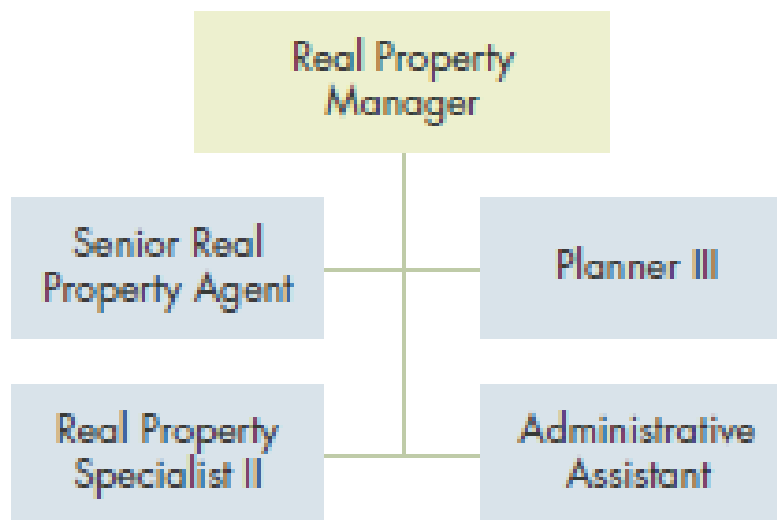 Real Property
Manager
Senior Real
Property Agent
Planner III
Real Property
Specialist II
Administrative
Assistant